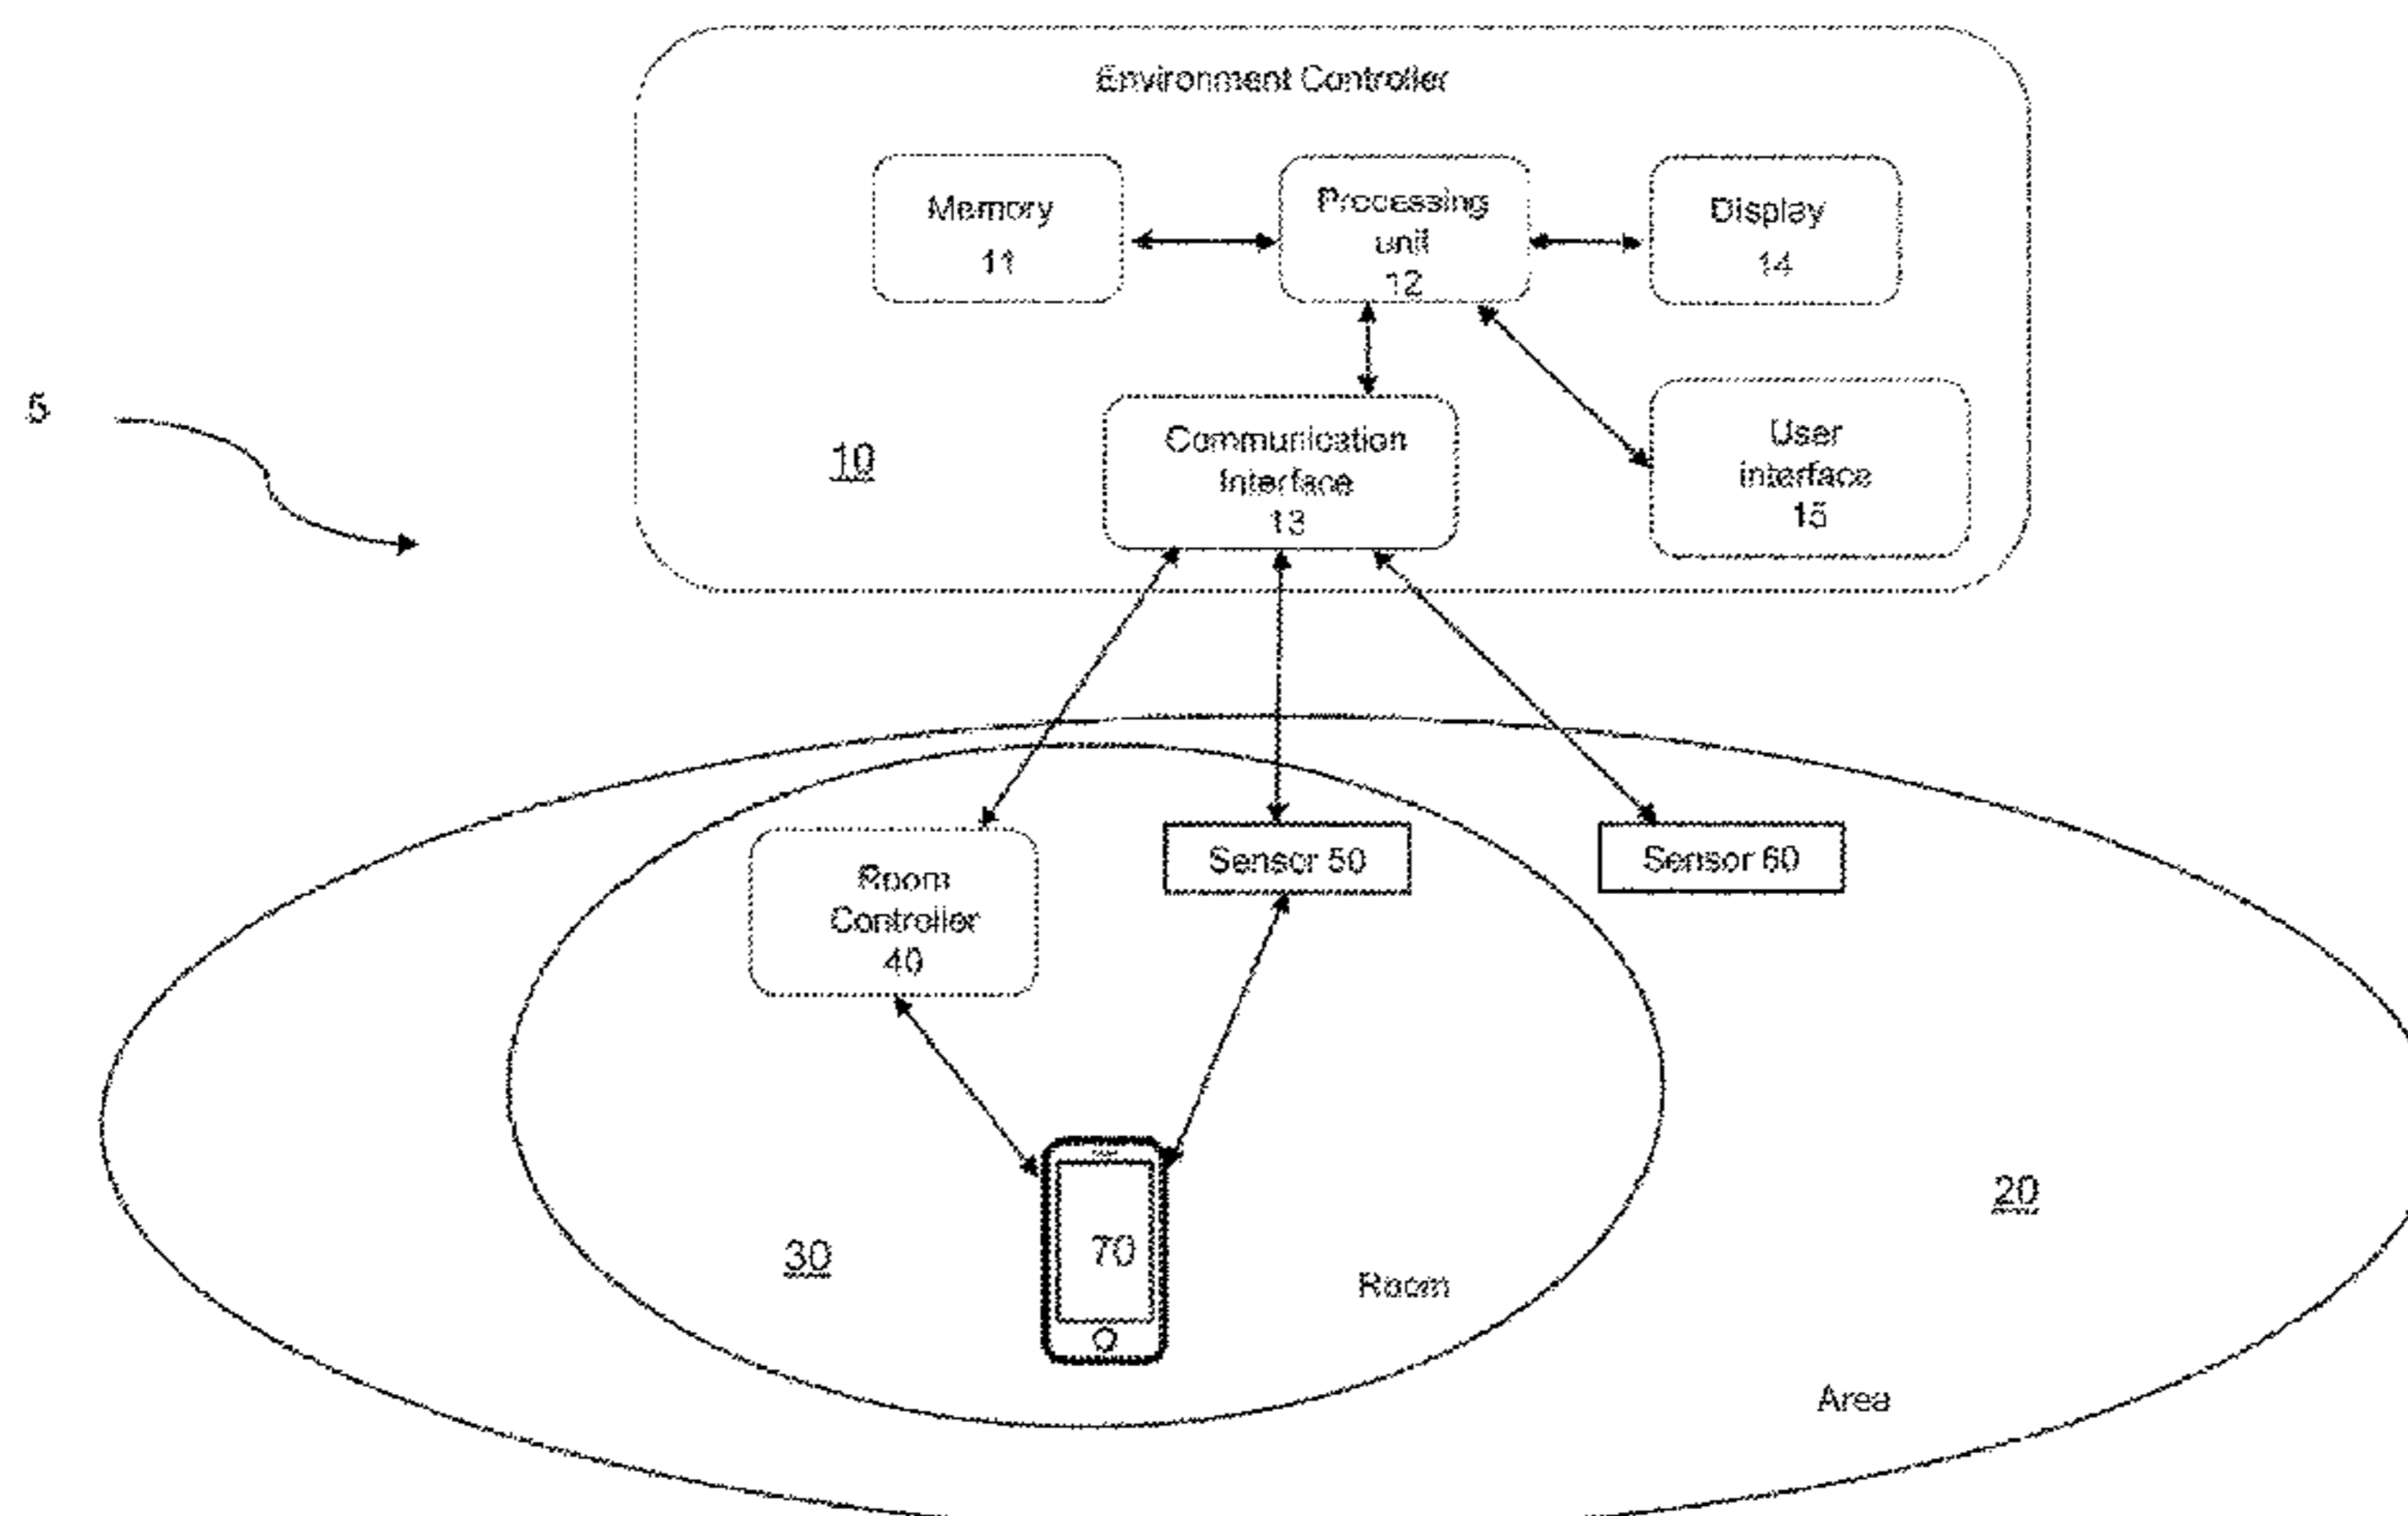 Environment Controller
Memory
11
Processing
unit
12
Display
14
5
10
Communication
Interface
13
User
interface
15
Room
Controller
40
Sensor 50
Sensor 60
70
30
Room
20
Area